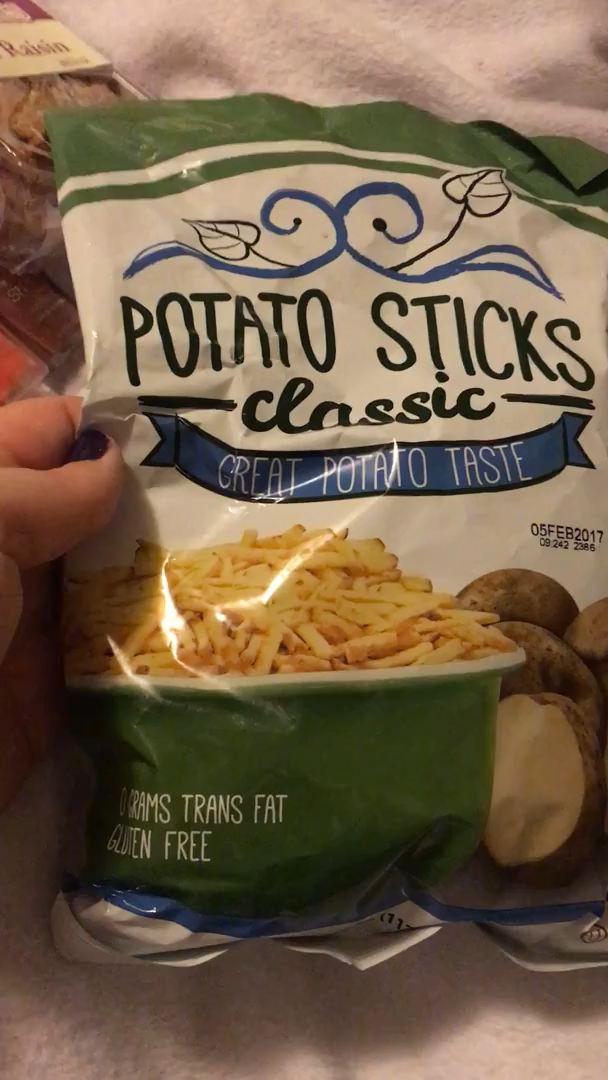 Raisin
POTATO STICKS
classic
GREAT POTATO TASTE
05FEB2017
09:242 2386
0 GRAMS TRANS FAT
GLUTEN FREE